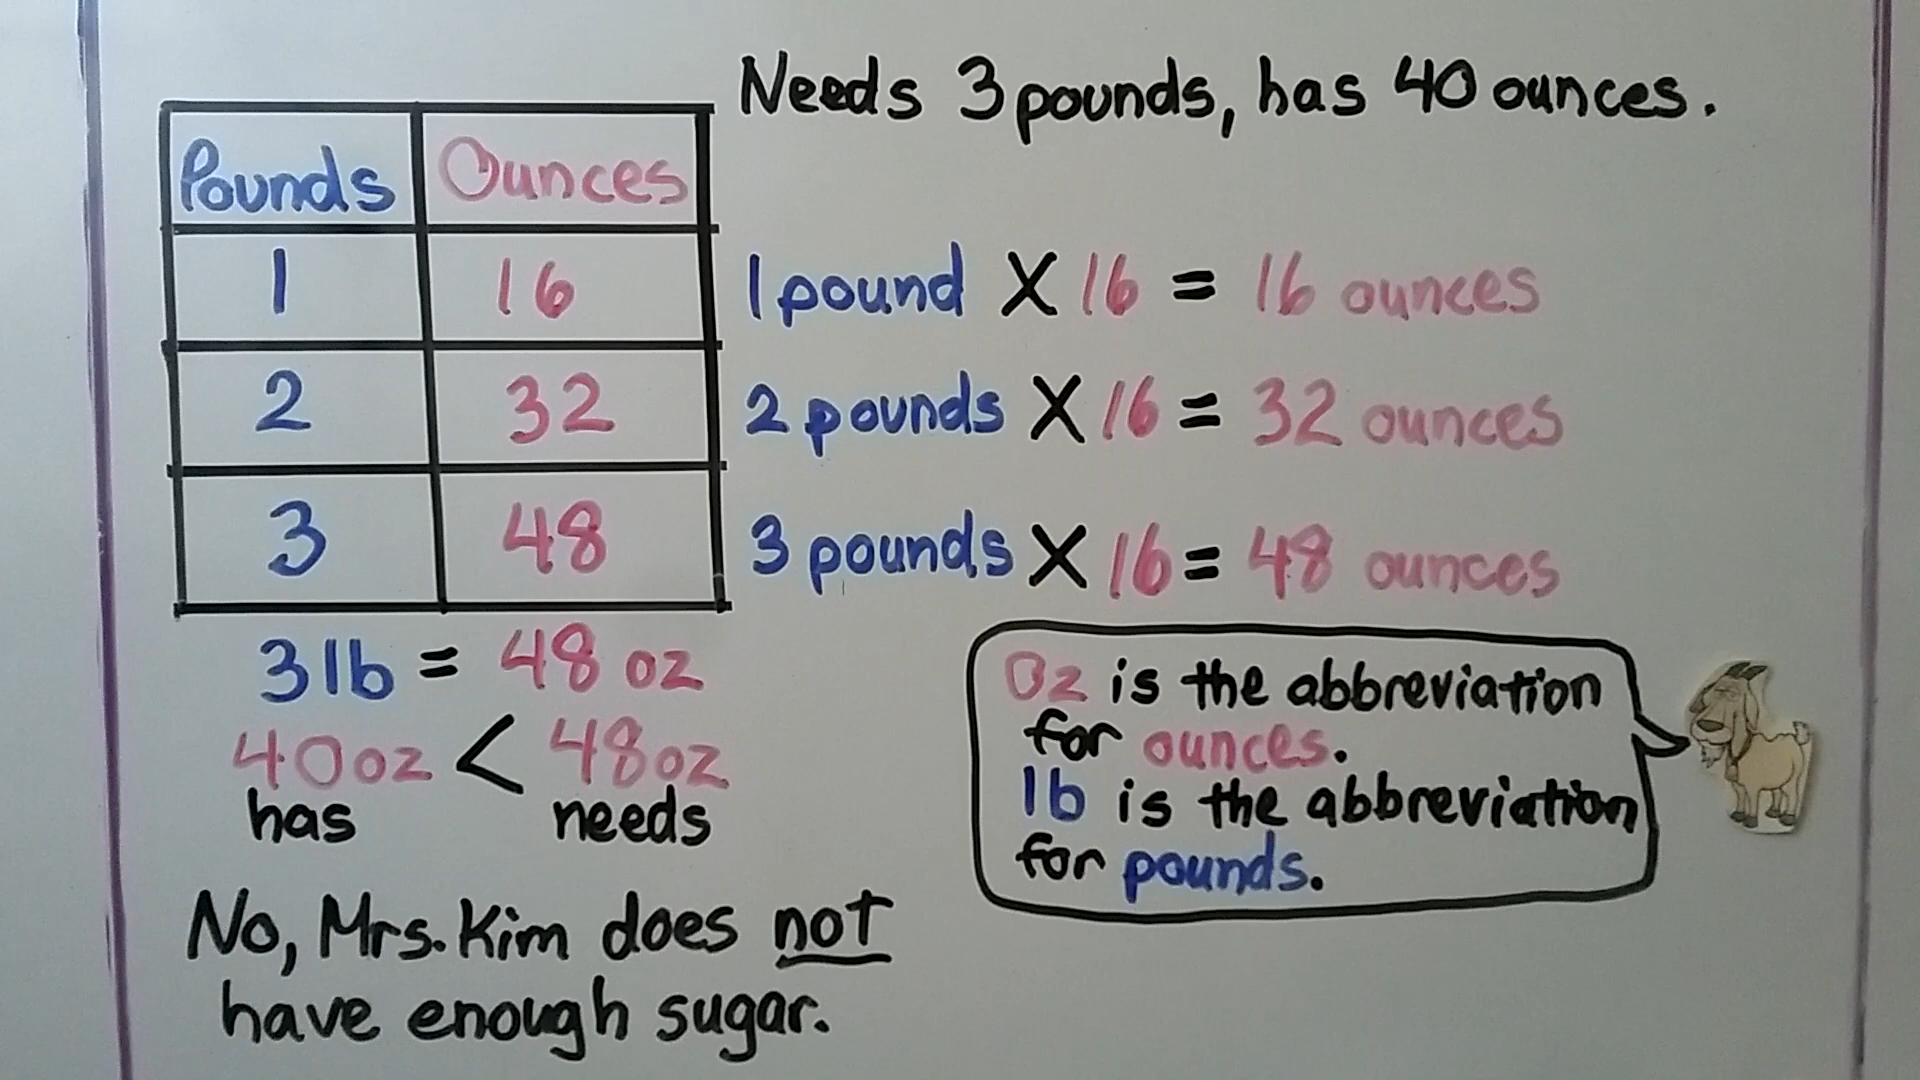 Needs 3 pounds, has 40 ounces.
Pounds Ounces
1 16
1 pound X 16 = 16 ounces
2 32
2 pounds X 16 = 32 ounces
3 48
3 pounds X 16 = 48 ounces
3 lb = 48 oz
40 oz < 48 oz
has needs
No, Mrs. Kim does not
have enough sugar.
Oz is the abbreviation
for ounces.
lb is the abbreviation
for pounds.